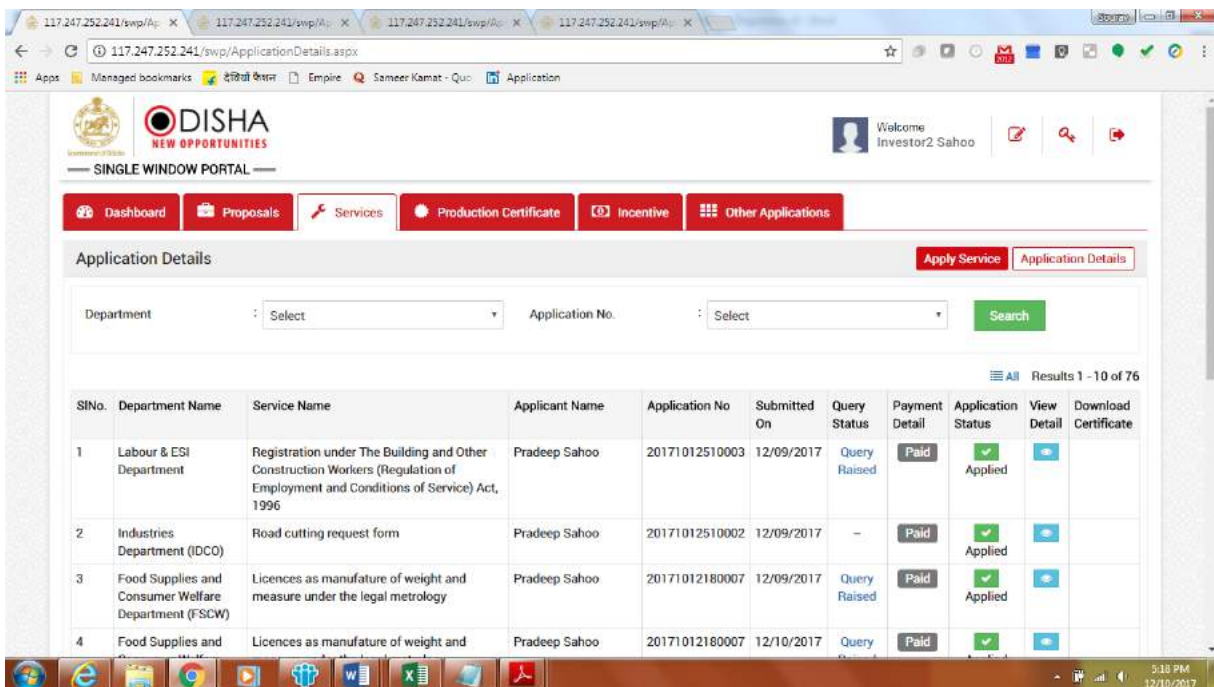 117.247.252.241/swp/Ap 117.247.252.241/swp/Ap 117.247.252.241/swp/Ap 117.247.252.241/swp/Ap
117.247.252.241/swp/ApplicationDetails.aspx
Apps Managed bookmarks देखियो फैशन Empire Sameer Kamat - Quo Application
ODISHA
NEW OPPORTUNITIES
SINGLE WINDOW PORTAL
Welcome
Investor2 Sahoo
Dashboard Proposals Services Production Certificate Incentive Other Applications
Application Details Apply Service Application Details
Department : Select Application No. : Select Search
All Results 1 - 10 of 76
SlNo. Department Name Service Name Applicant Name Application No Submitted On Query Status Payment Detail Application Status View Detail Download Certificate
1 Labour & ESI Department Registration under The Building and Other Construction Workers (Regulation of Employment and Conditions of Service) Act, 1996 Pradeep Sahoo 20171012510003 12/09/2017 Query Raised Paid Applied
2 Industries Department (IDCO) Road cutting request form Pradeep Sahoo 20171012510002 12/09/2017 -- Paid Applied
3 Food Supplies and Consumer Welfare Department (FSCW) Licences as manufature of weight and measure under the legal metrology Pradeep Sahoo 20171012180007 12/09/2017 Query Raised Paid Applied
4 Food Supplies and Licences as manufature of weight and Pradeep Sahoo 20171012180007 12/10/2017 Query Paid
5:18 PM
12/10/2017